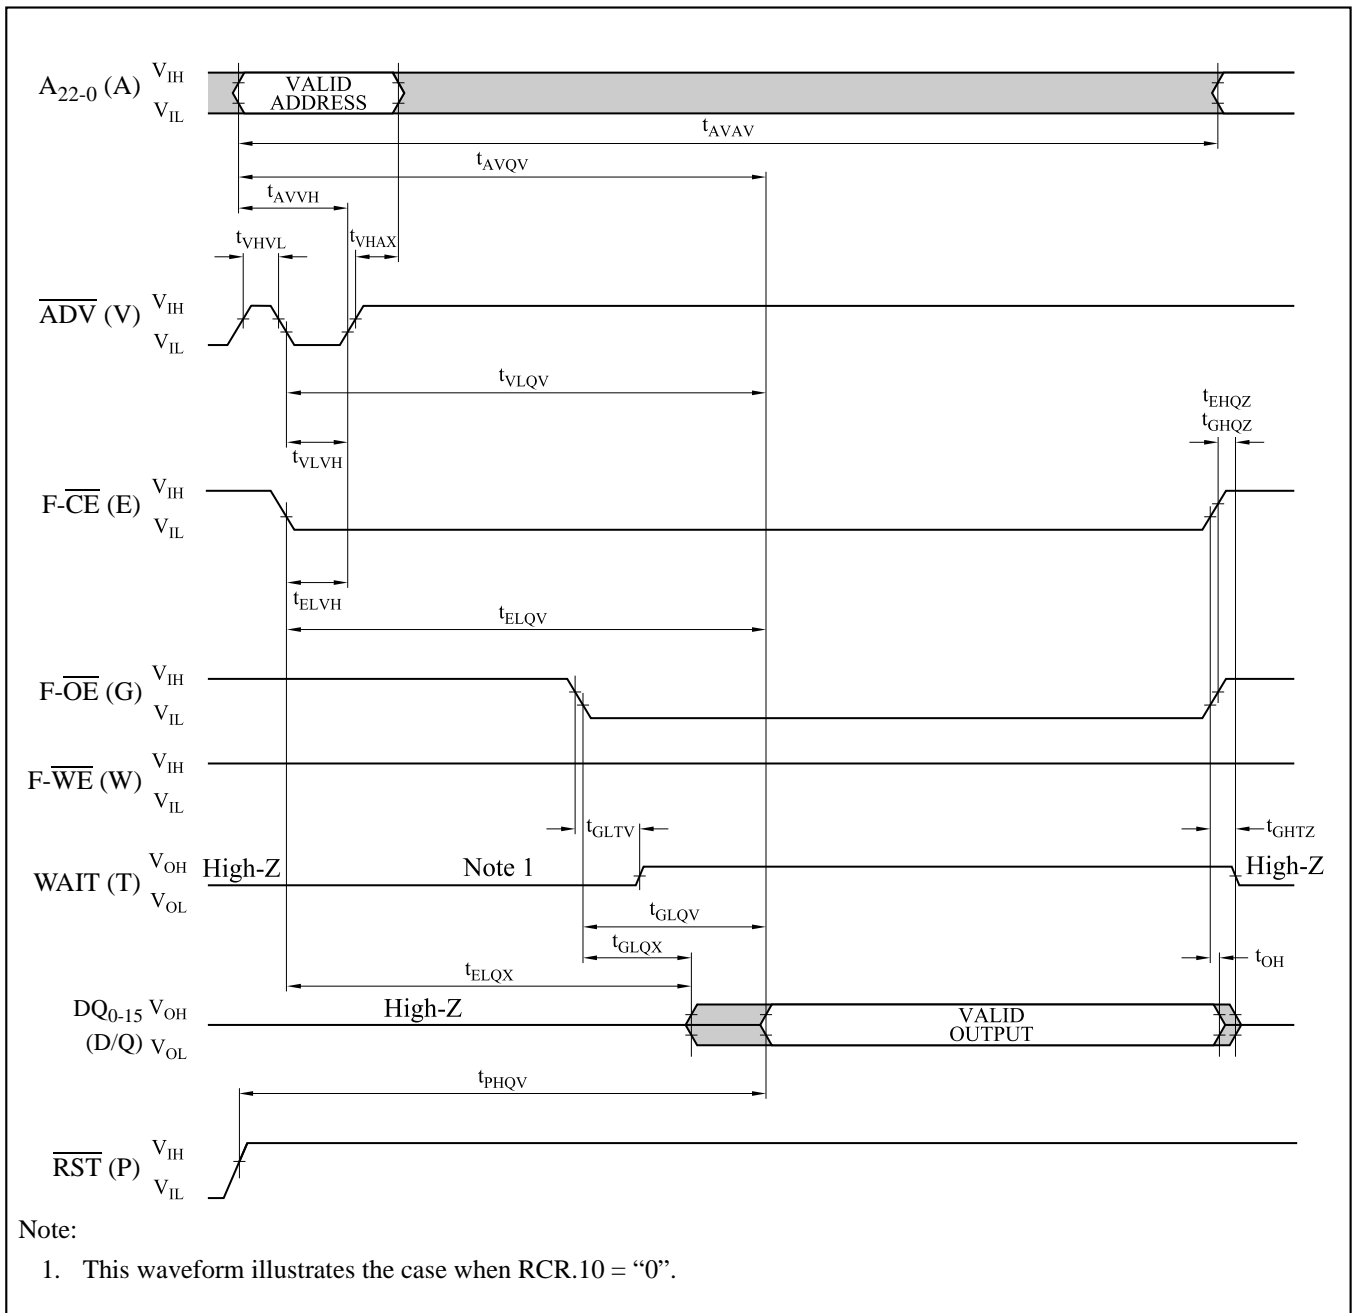 A22-0 (A) VIH
VIL
VALID
ADDRESS
tAVAV
tAVQV
tAVVH
tVHVL
tVHAX
ADV (V) VIH
VIL
tVLQV
tVLVH
tEHQZ
tGHQZ
F-CE (E) VIH
VIL
tELVH
tELQV
F-OE (G) VIH
VIL
F-WE (W) VIH
VIL
tGLTV
tGHTZ
WAIT (T) VOH
VOL
High-Z
Note 1
High-Z
tGLQV
tGLQX
tOH
tELQX
DQ0-15 VOH
(D/Q) VOL
High-Z
VALID
OUTPUT
tPHQV
RST (P) VIH
VIL
Note:
1. This waveform illustrates the case when RCR.10 = “0”.